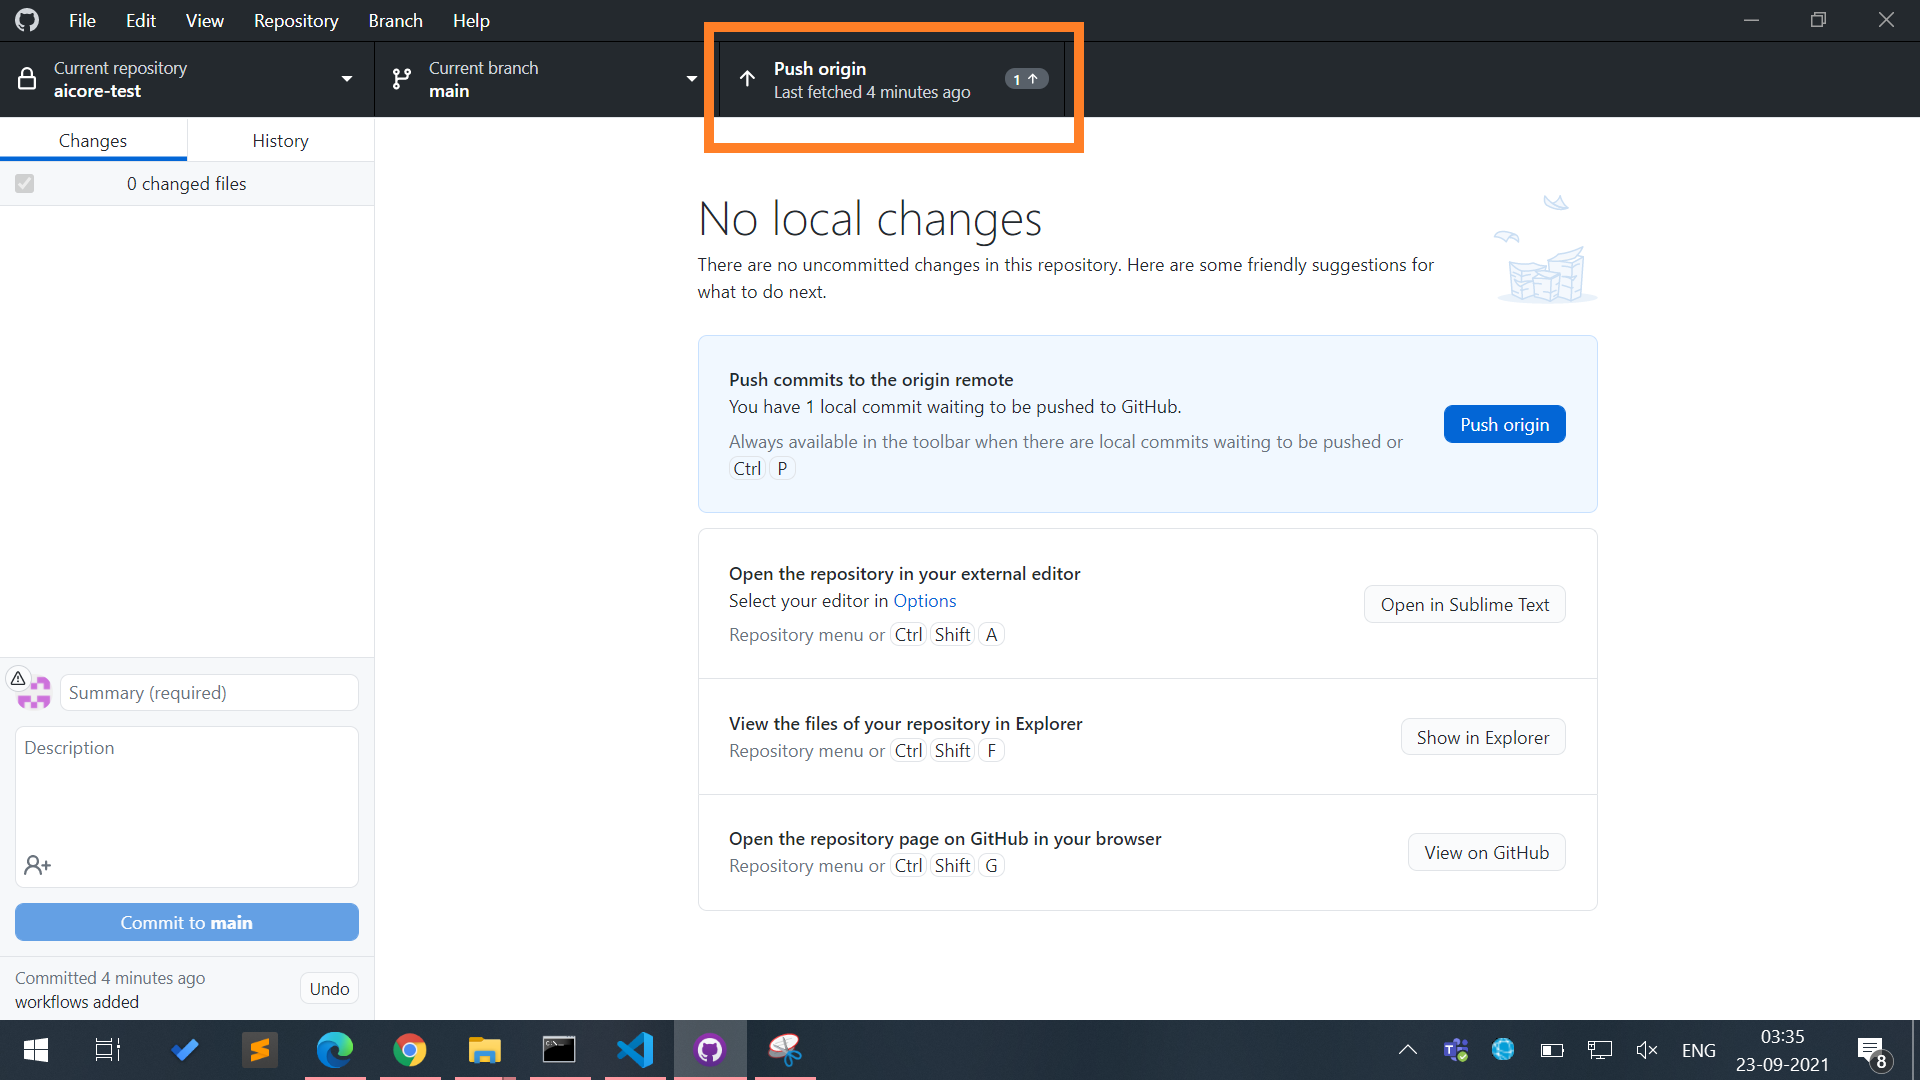 File Edit View Repository Branch Help
Current repository
aicore-test
Current branch
main
Push origin
Last fetched 4 minutes ago
1
Changes
History
0 changed files
No local changes
There are no uncommitted changes in this repository. Here are some friendly suggestions for
what to do next.
Push commits to the origin remote
You have 1 local commit waiting to be pushed to GitHub.
Always available in the toolbar when there are local commits waiting to be pushed or
Ctrl P
Push origin
Open the repository in your external editor
Select your editor in Options
Repository menu or Ctrl Shift A
Open in Sublime Text
View the files of your repository in Explorer
Repository menu or Ctrl Shift F
Show in Explorer
Open the repository page on GitHub in your browser
Repository menu or Ctrl Shift G
View on GitHub
Summary (required)
Description
Commit to main
Committed 4 minutes ago
workflows added
Undo
ENG
03:35
23-09-2021
8